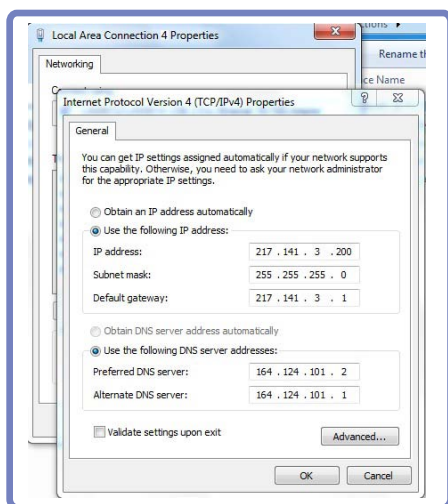 Local Area Connection 4 Properties
Rename th
Networking
ce Name
Internet Protocol Version 4 (TCP/IPv4) Properties
General
You can get IP settings assigned automatically if your network supports
this capability. Otherwise, you need to ask your network administrator
for the appropriate IP settings.
Obtain an IP address automatically
Use the following IP address:
IP address: 217 . 141 . 3 . 200
Subnet mask: 255 . 255 . 255 . 0
Default gateway: 217 . 141 . 3 . 1
Obtain DNS server address automatically
Use the following DNS server addresses:
Preferred DNS server: 164 . 124 . 101 . 2
Alternate DNS server: 164 . 124 . 101 . 1
Validate settings upon exit
Advanced...
OK Cancel